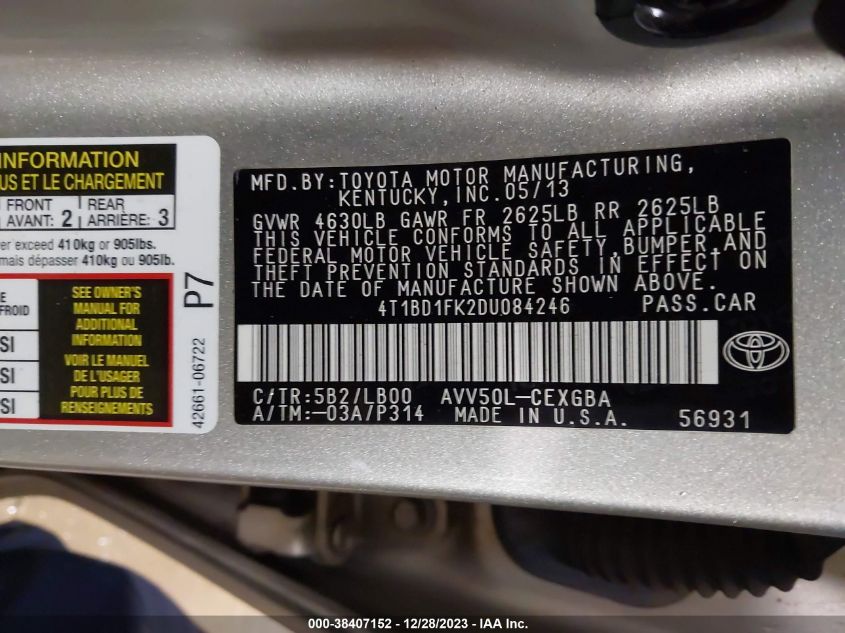 INFORMATION
US ET LE CHARGEMENT
FRONT
AVANT: 2
REAR
ARRIÈRE: 3
er exceed 410kg or 905lbs.
mais dépasser 410kg ou 905lb.
E
FROID
SI
SI
SI
SEE OWNER'S
MANUAL FOR
ADDITIONAL
INFORMATION
VOIR LE MANUEL
DE L'USAGER
POUR PLUS DE
RENSEIGNEMENTS
P7
42661-06722
MFD.BY:TOYOTA MOTOR MANUFACTURING,
KENTUCKY,INC.05/13
GVWR 4630LB GAWR FR 2625LB RR 2625LB
THIS VEHICLE CONFORMS TO ALL APPLICABLE
FEDERAL MOTOR VEHICLE SAFETY,BUMPER,AND
THEFT PREVENTION STANDARDS IN EFFECT ON
THE DATE OF MANUFACTURE SHOWN ABOVE.
4T1BD1FK2DU084246 PASS.CAR
C/TR:5B2/LB00 AVV50L-CEXGBA
A/TM:-03A/P314 MADE IN U.S.A. 56931
000-38407152 - 12/28/2023 - IAA Inc.